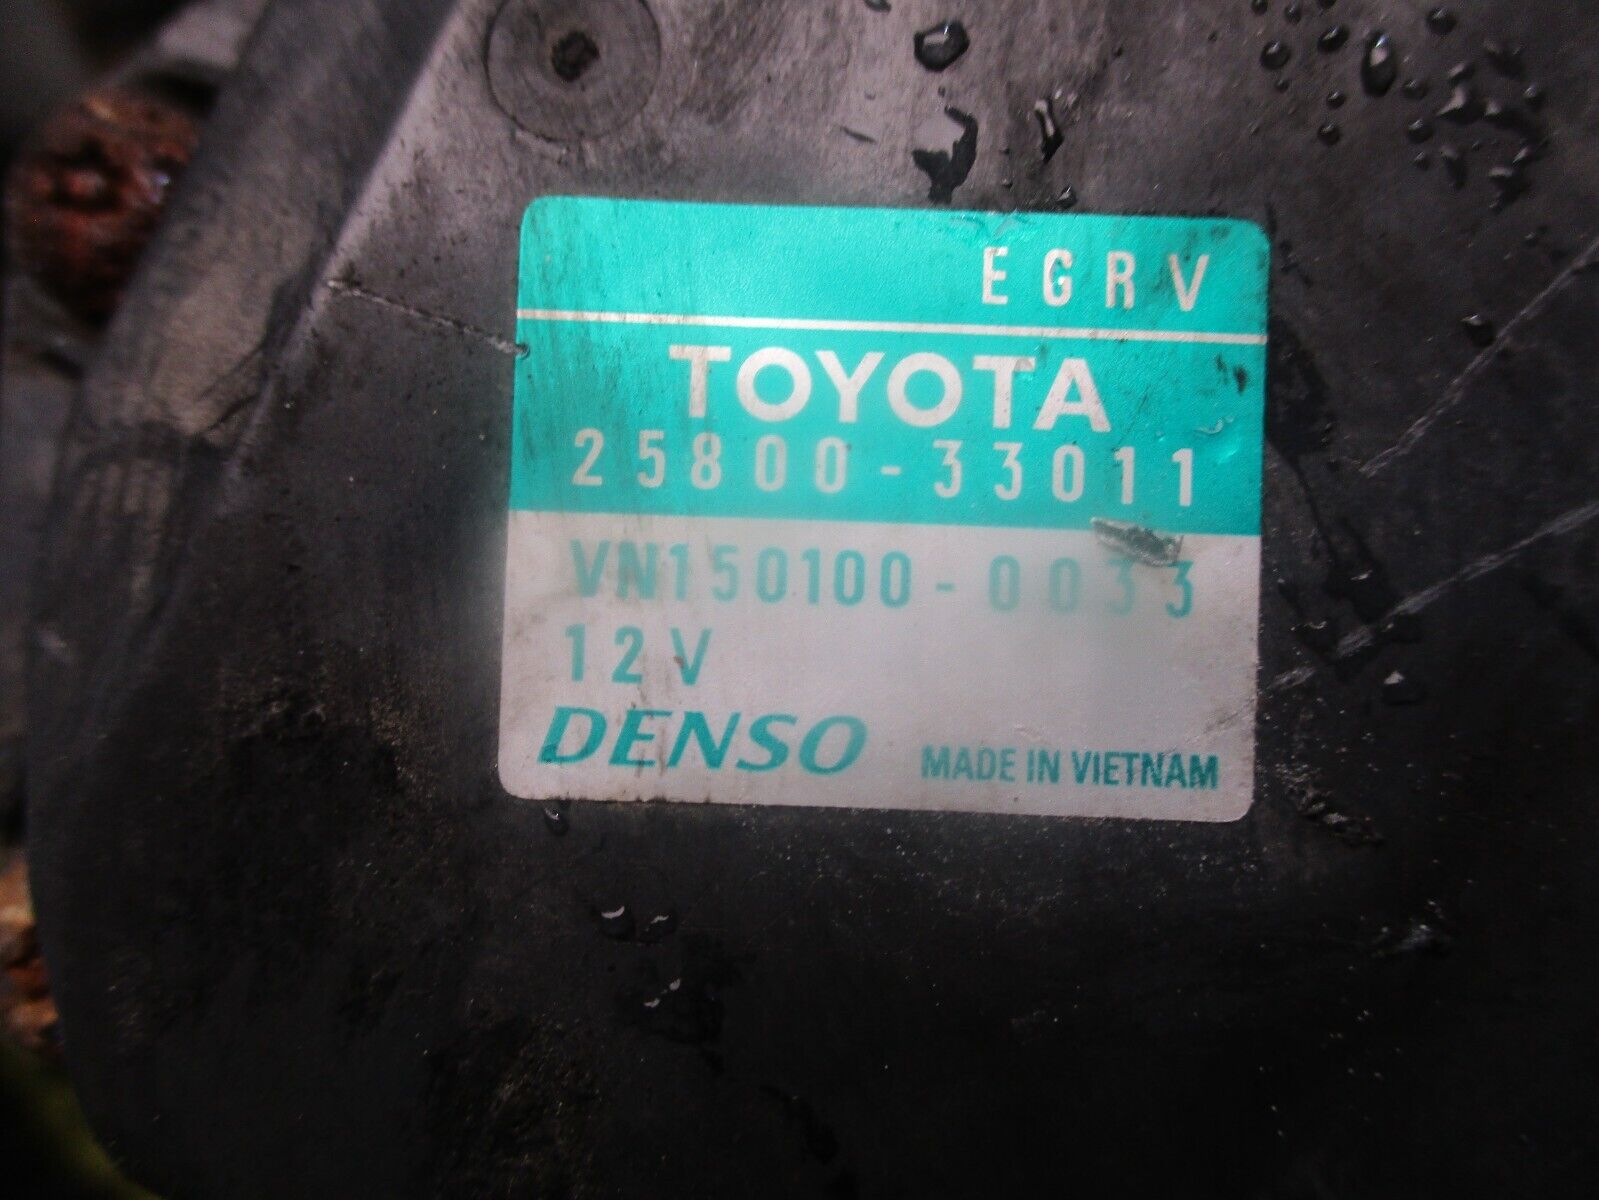 EGRV
TOYOTA
25800-33011
VN150100-0033
12V
DENSO
MADE IN VIETNAM